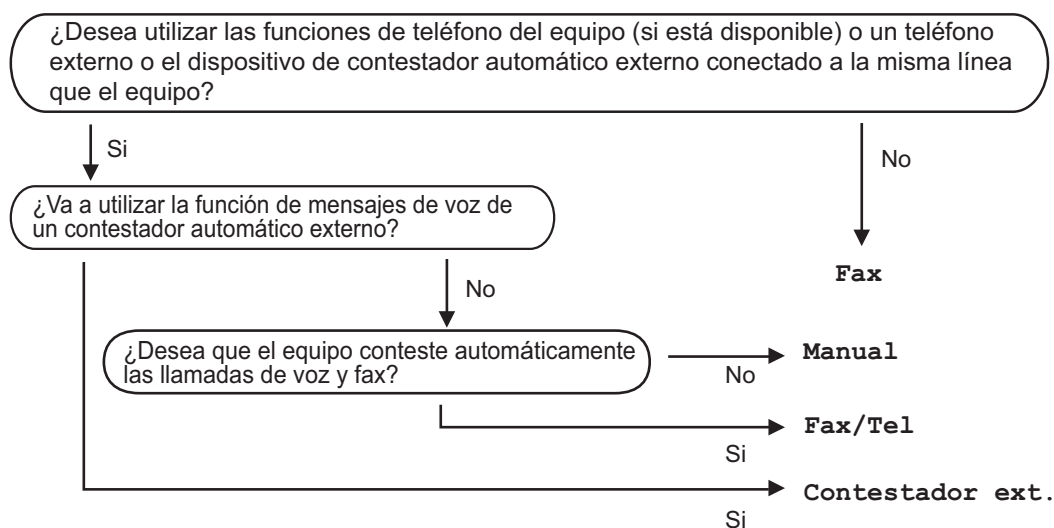 ¿Desea utilizar las funciones de teléfono del equipo (si está disponible) o un teléfono
externo o el dispositivo de contestador automático externo conectado a la misma línea
que el equipo?
Si
No
¿Va a utilizar la función de mensajes de voz de
un contestador automático externo?
Fax
No
¿Desea que el equipo conteste automáticamente
las llamadas de voz y fax?
Manual
No
Fax/Tel
Si
Contestador ext.
Si